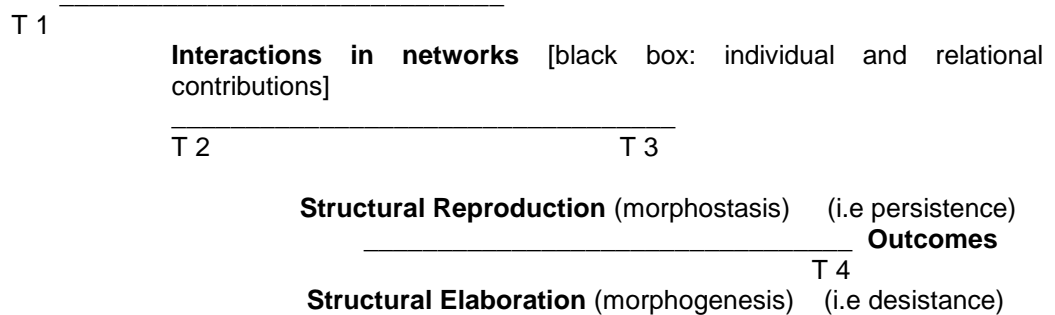 T 1
Interactions in networks [black box: individual and relational
contributions]
T 2 T 3
Structural Reproduction (morphostasis) (i.e persistence)
Outcomes
T 4
Structural Elaboration (morphogenesis) (i.e desistance)